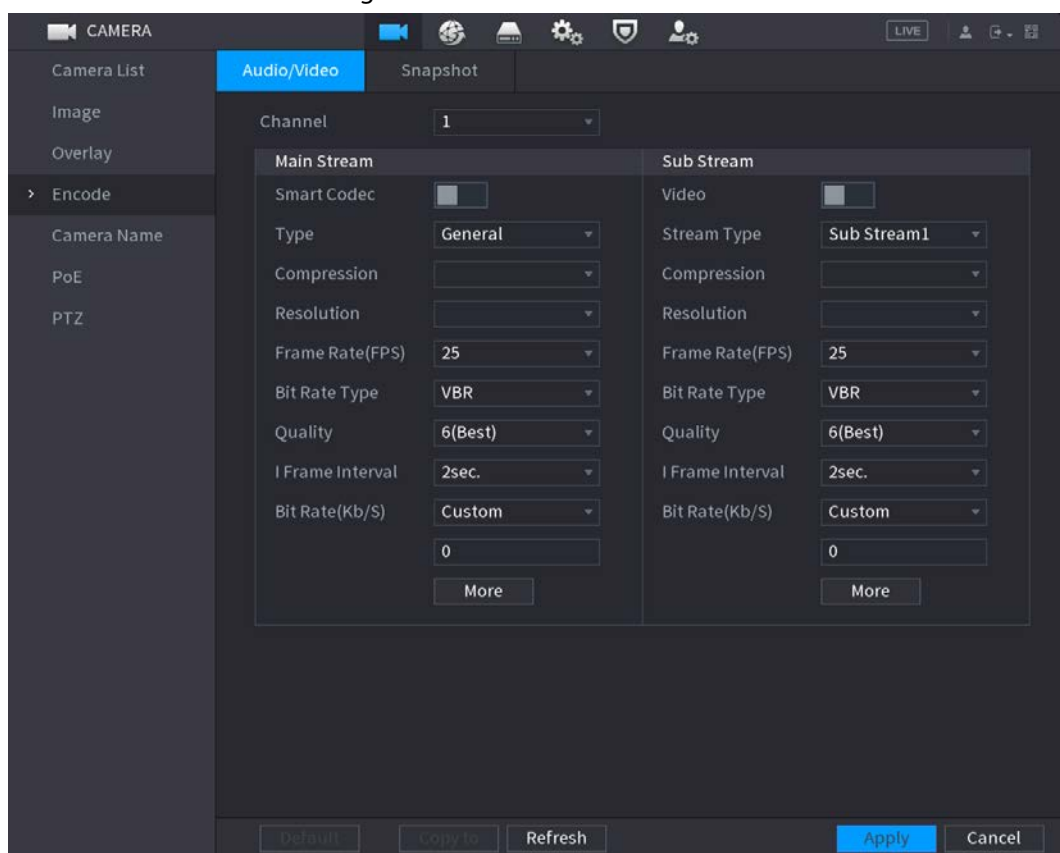 CAMERA LIVE
Camera List
Image
Overlay
Encode
Camera Name
PoE
PTZ
Audio/Video Snapshot
Channel 1
Main Stream Sub Stream
Smart Codec Video
Type General Stream Type Sub Stream1
Compression Compression
Resolution Resolution
Frame Rate(FPS) 25 Frame Rate(FPS) 25
Bit Rate Type VBR Bit Rate Type VBR
Quality 6(Best) Quality 6(Best)
I Frame Interval 2sec. I Frame Interval 2sec.
Bit Rate(Kb/S) Custom Bit Rate(Kb/S) Custom
0 0
More More
Default Copy to Refresh Apply Cancel